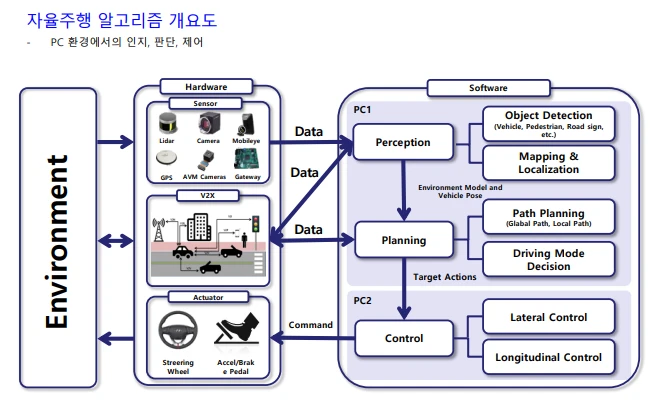 자율주행 알고리즘 개요도
- PC 환경에서의 인지, 판단, 제어
Environment
Hardware
Sensor
Lidar
Camera
Mobileye
GPS
AVM Cameras
Gateway
V2X
Actuator
Streering
Wheel
Accel/Brak
e Pedal
Data
Data
Data
Command
Software
PC1
Perception
Object Detection
(Vehicle, Pedestrian, Road sign,
etc.)
Mapping &
Localization
Environment Model and
Vehicle Pose
Planning
Path Planning
(Global Path, Local Path)
Driving Mode
Decision
Target Actions
PC2
Control
Lateral Control
Longitudinal Control